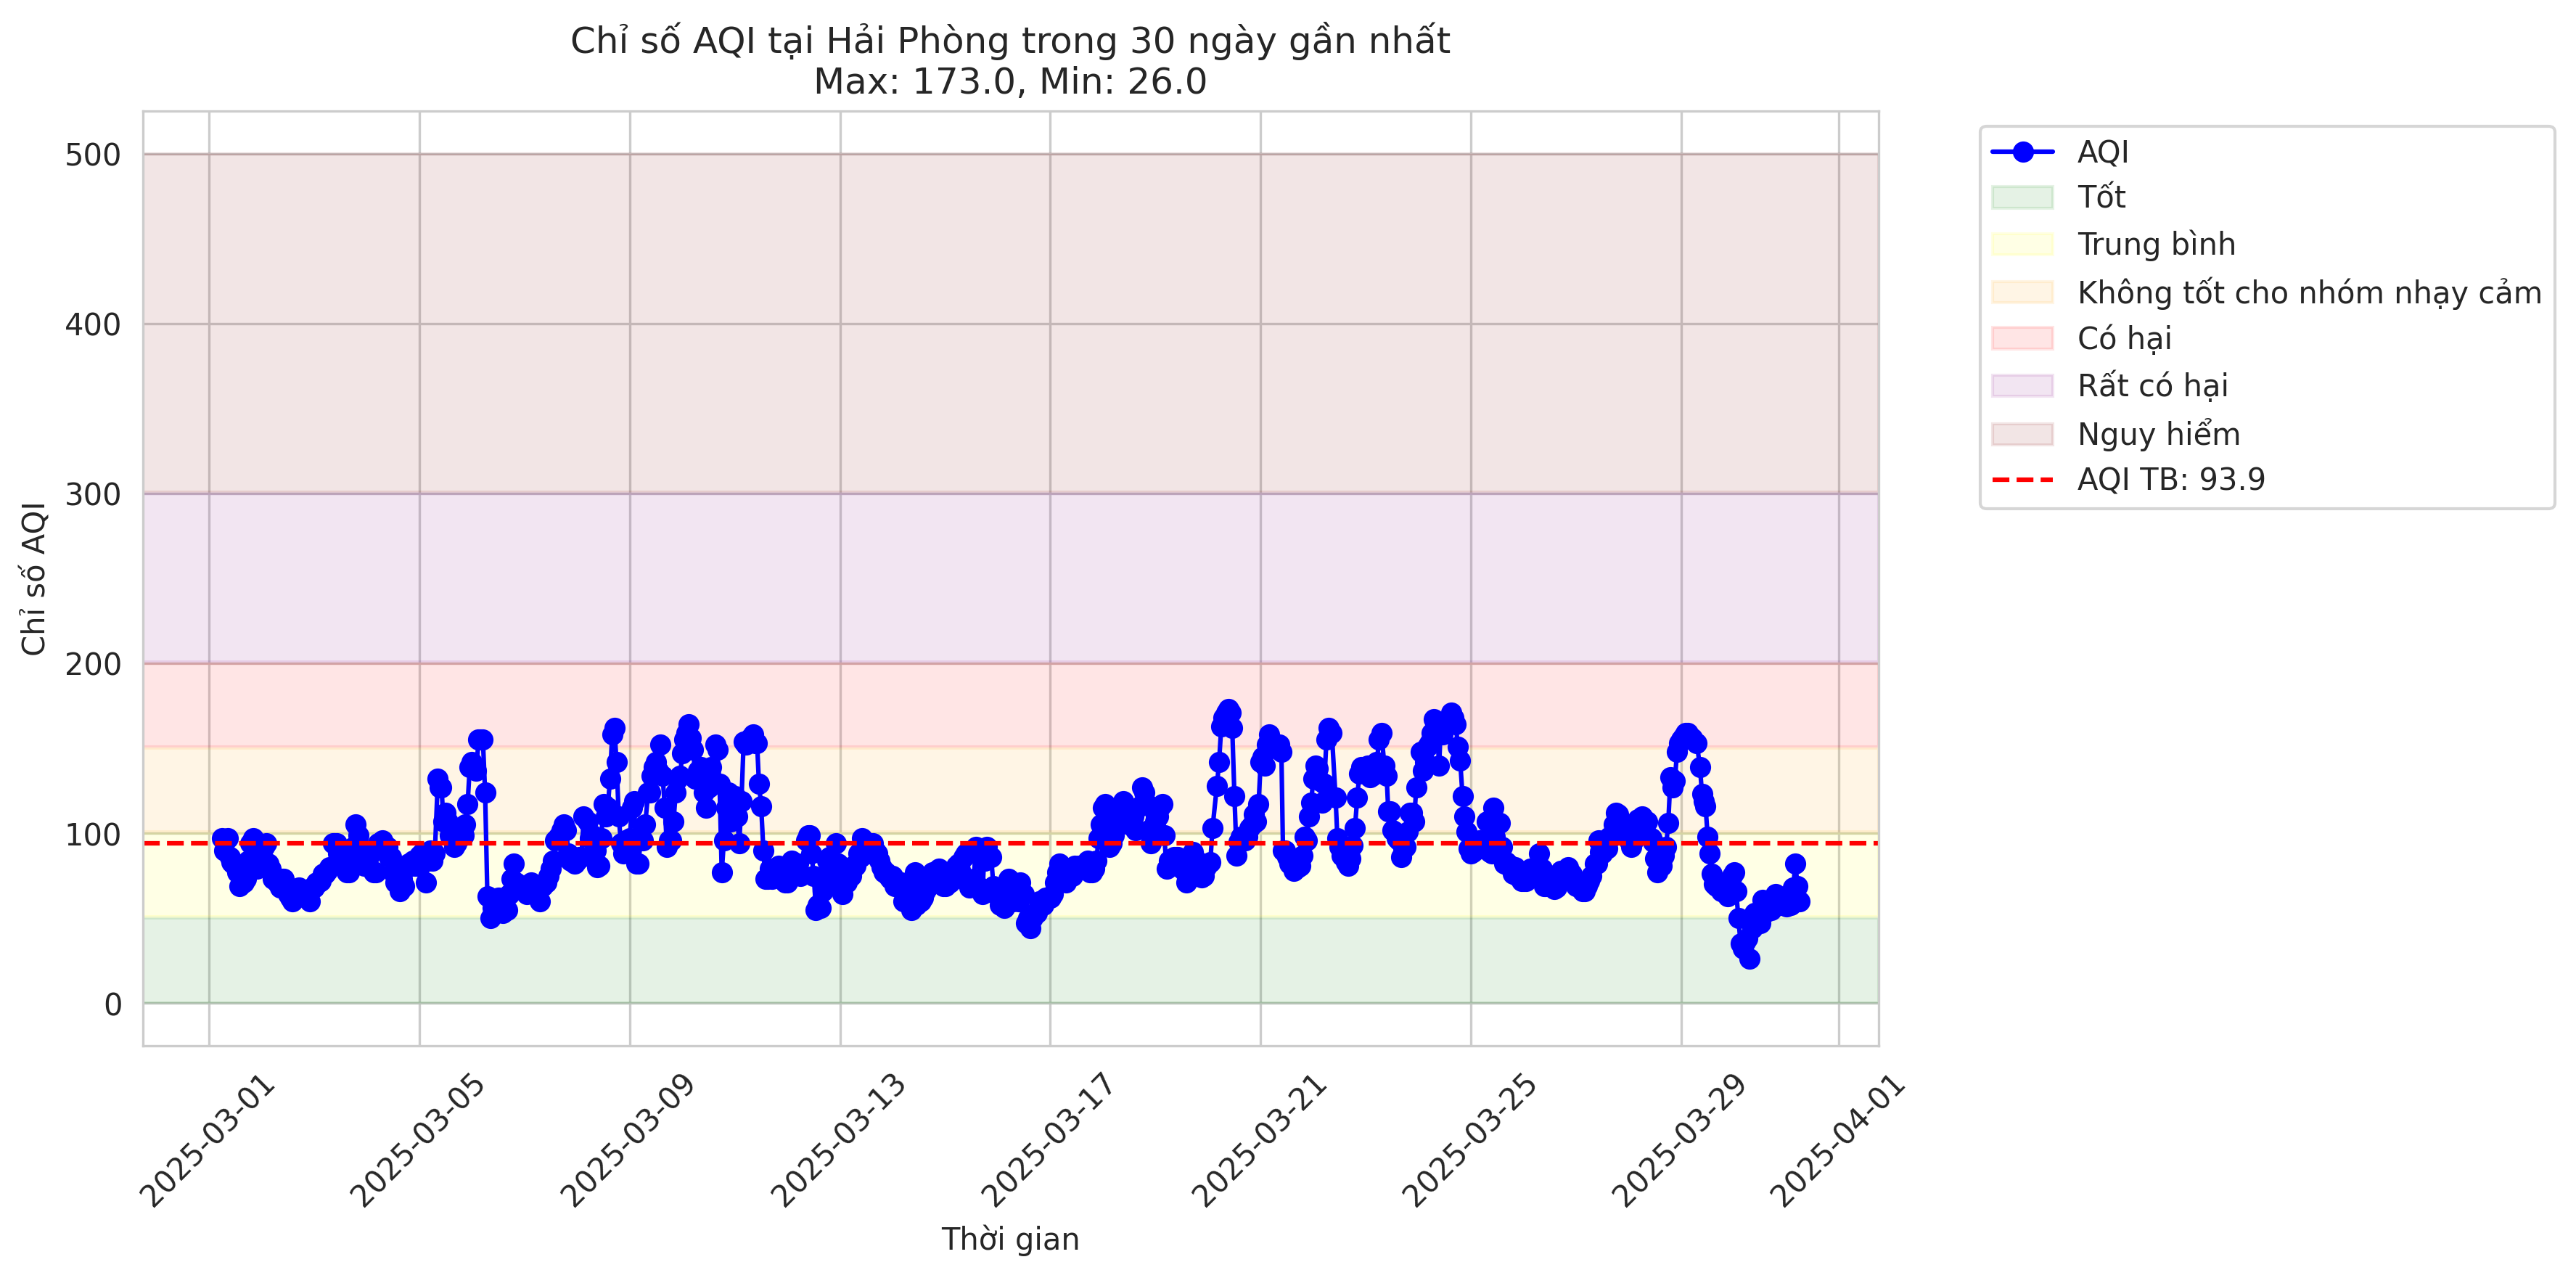 Chỉ số AQI tại Hải Phòng trong 30 ngày gần nhất
Max: 173.0, Min: 26.0
Chỉ số AQI
500
400
300
200
100
0
2025-03-01
2025-03-05
2025-03-09
2025-03-13
2025-03-17
2025-03-21
2025-03-25
2025-03-29
2025-04-01
Thời gian
AQI
Tốt
Trung bình
Không tốt cho nhóm nhạy cảm
Có hại
Rất có hại
Nguy hiểm
AQI TB: 93.9